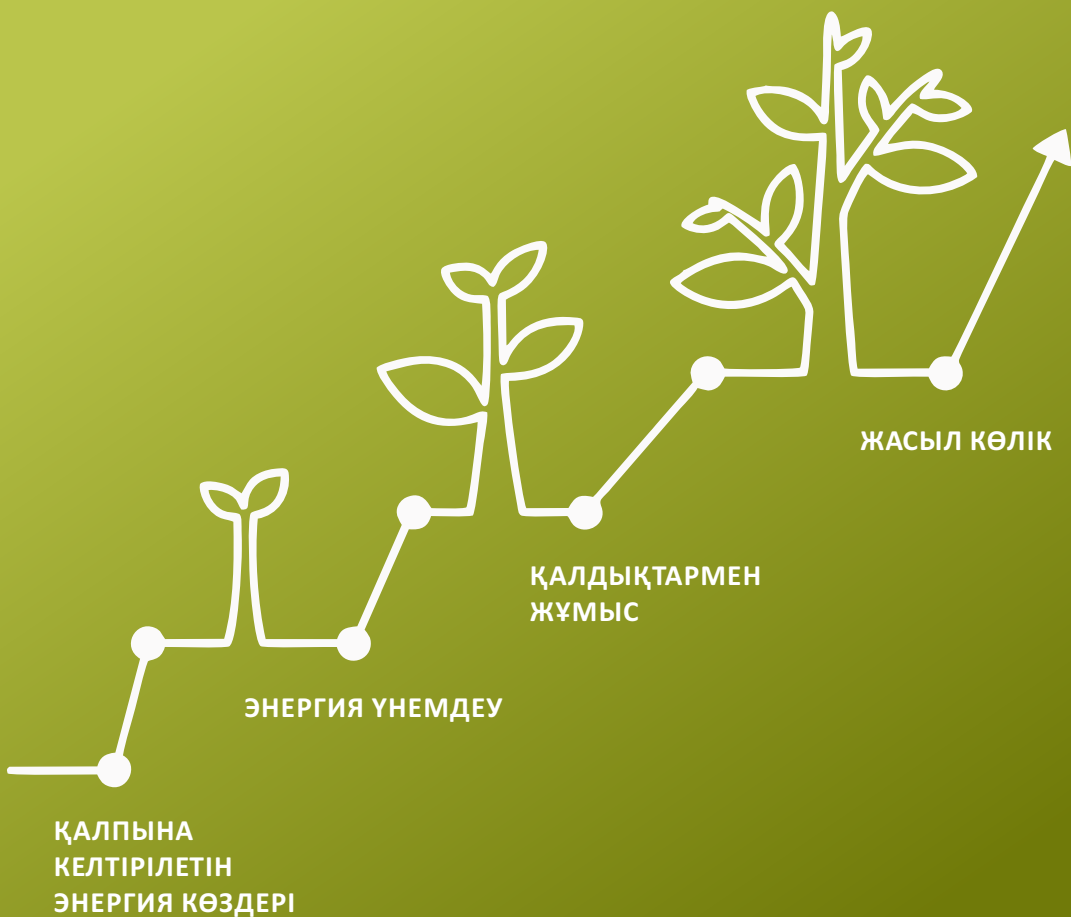 ЖАСЫЛ КӨЛІК
ҚАЛДЫҚТАРМЕН
ЖҰМЫС
ЭНЕРГИЯ ҮНЕМДЕУ
ҚАЛПЫНА
КЕЛТІРІЛЕТІН
ЭНЕРГИЯ КӨЗДЕРІ